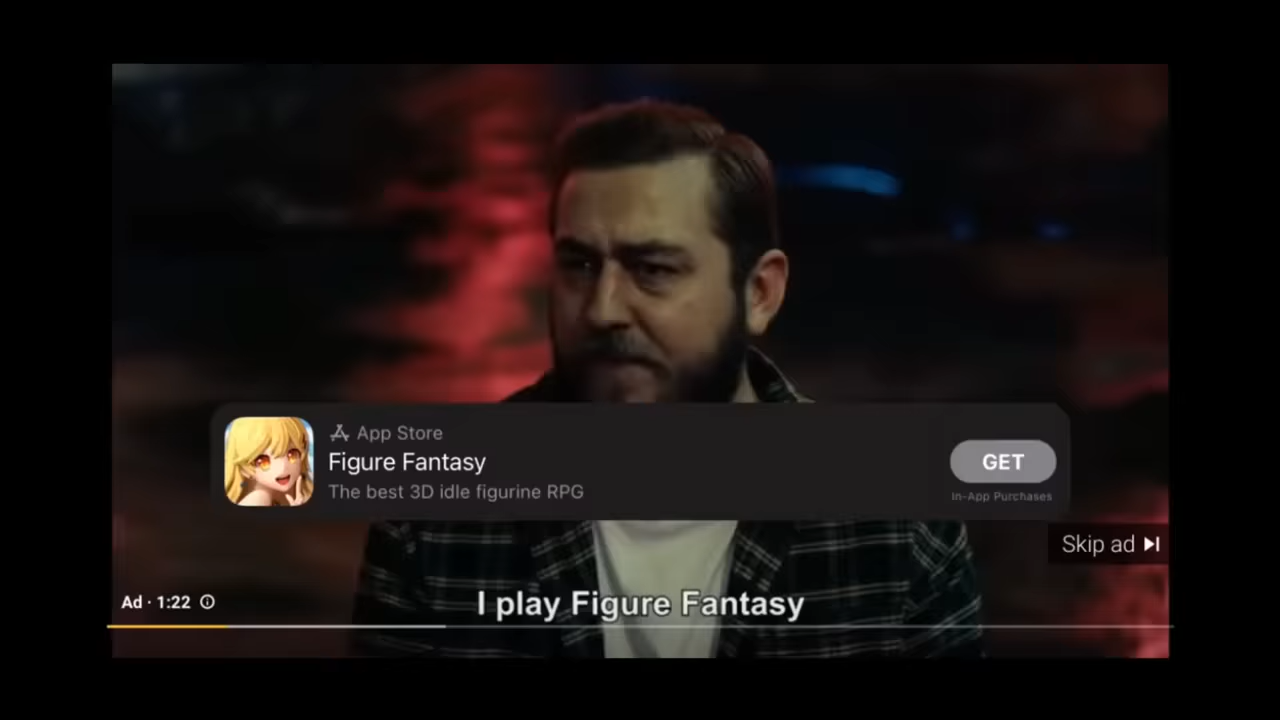 App Store
Figure Fantasy
The best 3D idle figurine RPG
GET
In-App Purchases
Skip ad
Ad · 1:22
I play Figure Fantasy